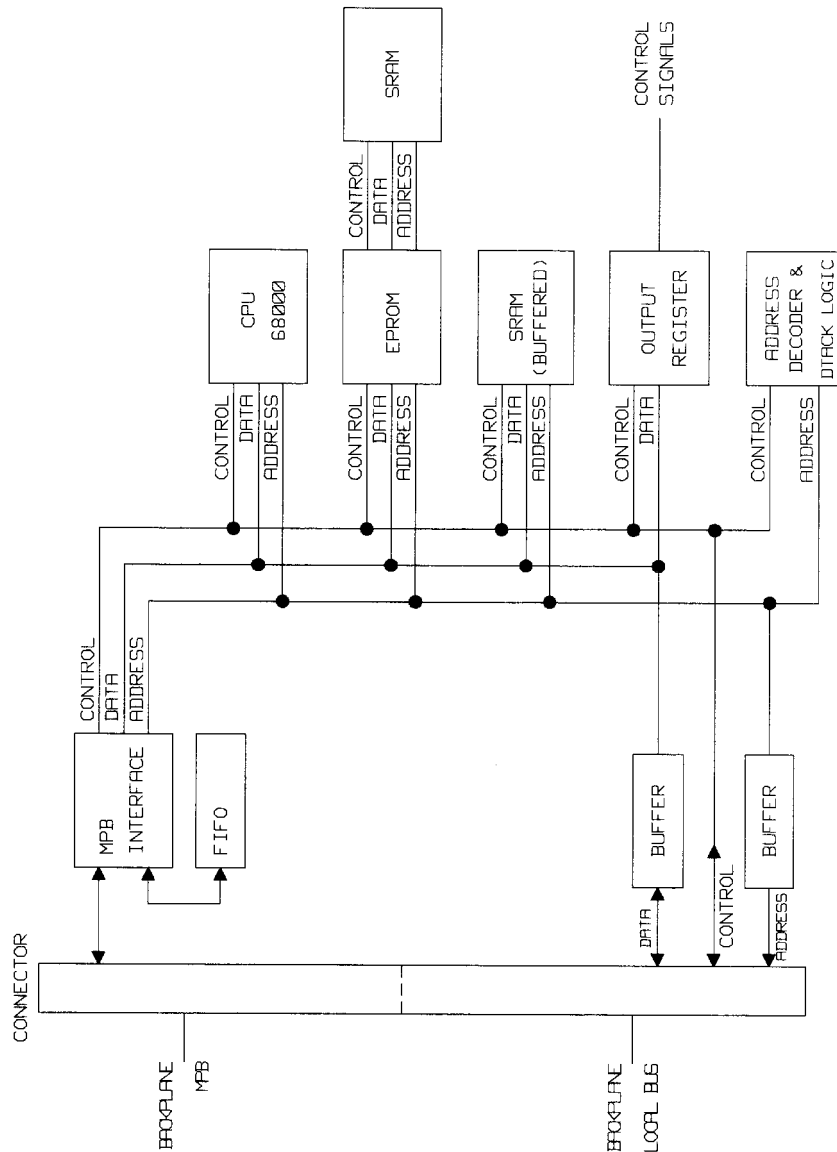 CONNECTOR
BACKPLANE
MPB
BACKPLANE
LOCAL BUS
MPB
INTERFACE
FIFO
CONTROL
DATA
ADDRESS
BUFFER
DATA
CONTROL
BUFFER
ADDRESS
CPU
68000
CONTROL
DATA
ADDRESS
EPROM
CONTROL
DATA
ADDRESS
SRAM
CONTROL
DATA
ADDRESS
SRAM
(BUFFERED)
CONTROL
DATA
ADDRESS
OUTPUT
REGISTER
CONTROL
DATA
CONTROL
SIGNALS
ADDRESS
DECODER &
DTACK LOGIC
CONTROL
ADDRESS